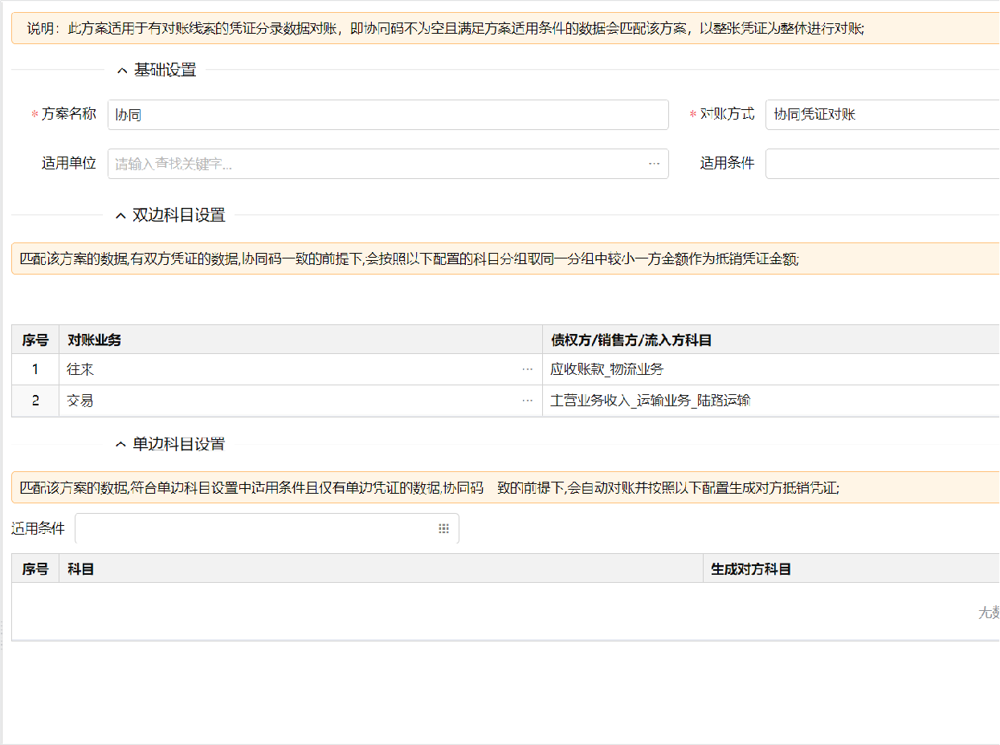 说明：此方案适用于有对账线索的凭证分录数据对账，即协同码不为空且满足方案适用条件的数据会匹配该方案，以整张凭证为整体进行对账;
基础设置
* 方案名称 协同 * 对账方式 协同凭证对账
适用单位 请输入查找关键字... ... 适用条件
双边科目设置
匹配该方案的数据,有双方凭证的数据,协同码一致的前提下,会按照以下配置的科目分组取同一分组中较小一方金额作为抵销凭证金额;
序号 对账业务 债权方/销售方/流入方科目
1 往来 ... 应收账款_物流业务
2 交易 ... 主营业务收入_运输业务_陆路运输
单边科目设置
匹配该方案的数据,符合单边科目设置中适用条件且仅有单边凭证的数据,协同码一致的前提下,会自动对账并按照以下配置生成对方抵销凭证;
适用条件
序号 科目 生成对方科目
无数